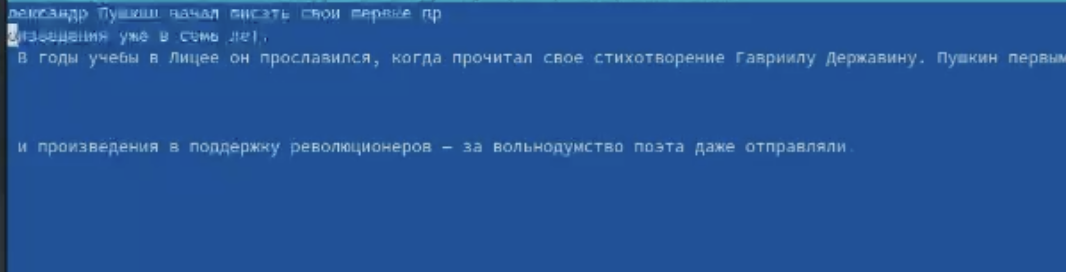 лександр Пушкин начал писать свои первые пр
оизведения уже в семь лет.
В годы учебы в Лицее он прославился, когда прочитал свое стихотворение Гавриилу Державину. Пушкин первым
и произведения в поддержку революционеров – за вольнодумство поэта даже отправляли